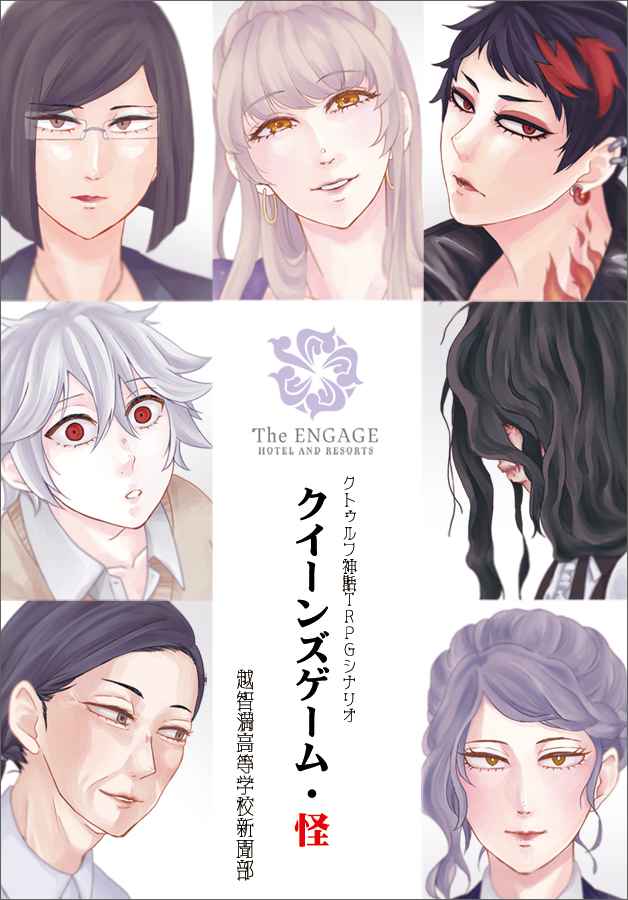 The ENGAGE
HOTEL AND RESORTS
クトゥルフ神話TRPGシナリオ
クイーンズゲーム・怪
越智満高等学校新聞部